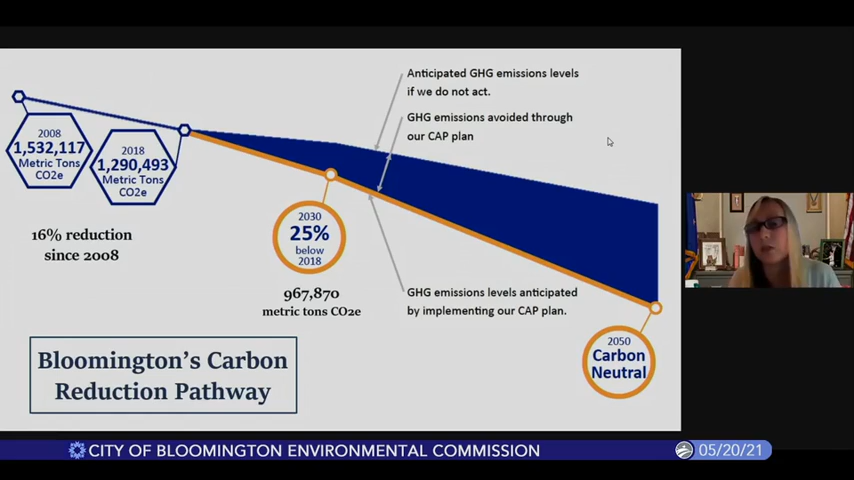 Anticipated GHG emissions levels
if we do not act.
GHG emissions avoided through
our CAP plan
2008
1,532,117
Metric Tons
CO2e
2018
1,290,493
Metric Tons
CO2e
16% reduction
since 2008
2030
25%
below
2018
967,870
metric tons CO2e
GHG emissions levels anticipated
by implementing our CAP plan.
2050
Carbon
Neutral
Bloomington's Carbon
Reduction Pathway
CITY OF BLOOMINGTON ENVIRONMENTAL COMMISSION
05/20/21